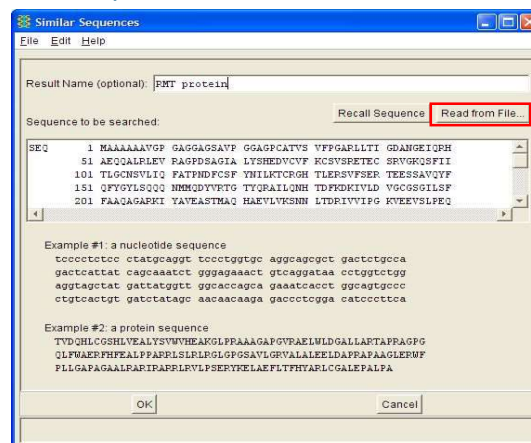 Similar Sequences
File Edit Help
Result Name (optional): RMT protein
Recall Sequence Read from File...
Sequence to be searched:
SEQ 1 MAAAAAAVGP GAGGAGSAVP GGAGPCATVS VFPGARLLTI GDANGEIQRH
51 AEQQALRLEV RAGPDSAGIA LYSHEDVCVF KCSVSRETEC SRVGKQSFII
101 TLGCNSVLIQ FATPNDFCSF YNILKTCRGH TLERSVFSER TEESSAVQYF
151 QFYGYLSQQQ NMMQDYVRTG TYQRAILQNH TDFKDKIVLD VGCGSGILSF
201 FAAQAGARKI YAVEASTMAQ HAEVLVKSNN LTDRIVVIPG KVEEVSLPEQ
Example #1: a nucleotide sequence
tcccctctcc ctatgcaggt tccctggtgc aggcagcgct gactctgcca
gactcattat cagcaaatct gggagaaact gtcaggataa cctggtctgg
aggtagctat gattatggtt ggcaccagca gaaatcacct ggcagtgccc
ctgtcactgt gatctatagc aacaacaaga gaccctcgga catcccttca
Example #2: a protein sequence
TVDQHLCGSHLVEALYSVWVHEAKGLPRAAAGAPGVRAELWLDGALLARTAPRAGPG
QLFWAERFHFEALPPARRLSLRLRGLGPGSAVLGRVALALEELDAPRAPAAGLERWF
PLLGAPAGAALRARIRARRLRVLPSERYKELAEFLTFHYARLCGALEPALPA
OK Cancel